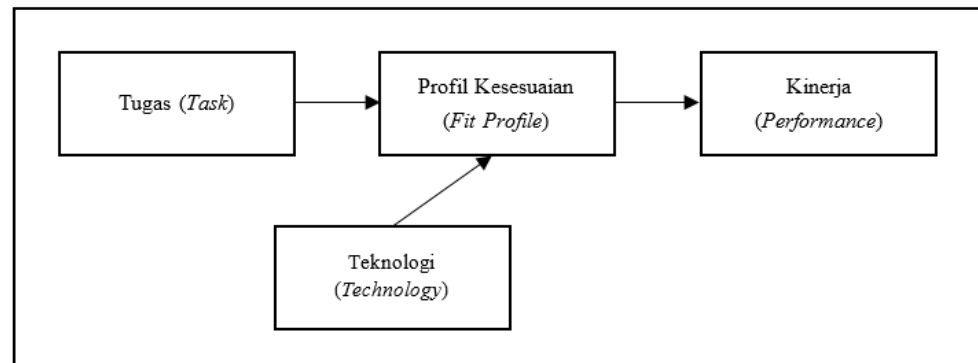 Tugas (Task)
Profil Kesesuaian
(Fit Profile)
Kinerja
(Performance)
Teknologi
(Technology)